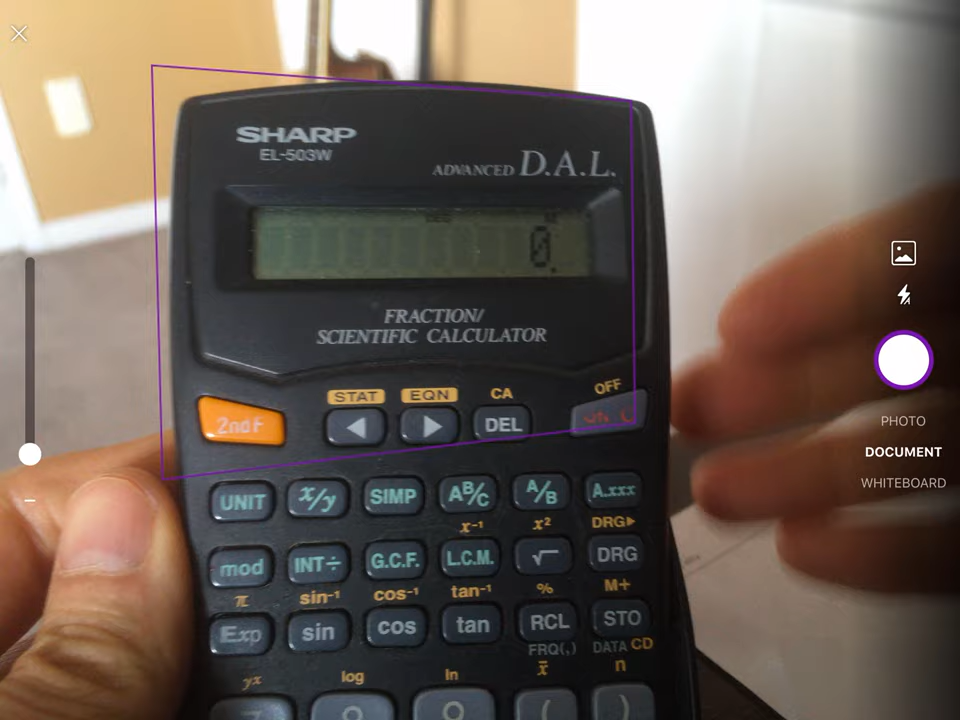 SHARP
EL-503W
ADVANCED D.A.L.
0.
FRACTION/
SCIENTIFIC CALCULATOR
STAT EQN CA OFF
2ndF ◀ ▶ DEL ON/C
UNIT x/y SIMP Aᴮ/C A/B A.xxx
x⁻¹ x² DRG▶
mod INT÷ G.C.F. L.C.M. √ DRG
π sin⁻¹ cos⁻¹ tan⁻¹ % M+
Exp sin cos tan RCL STO
FRQ(,) DATA CD
yˣ log ln x̄ n
( )
PHOTO
DOCUMENT
WHITEBOARD